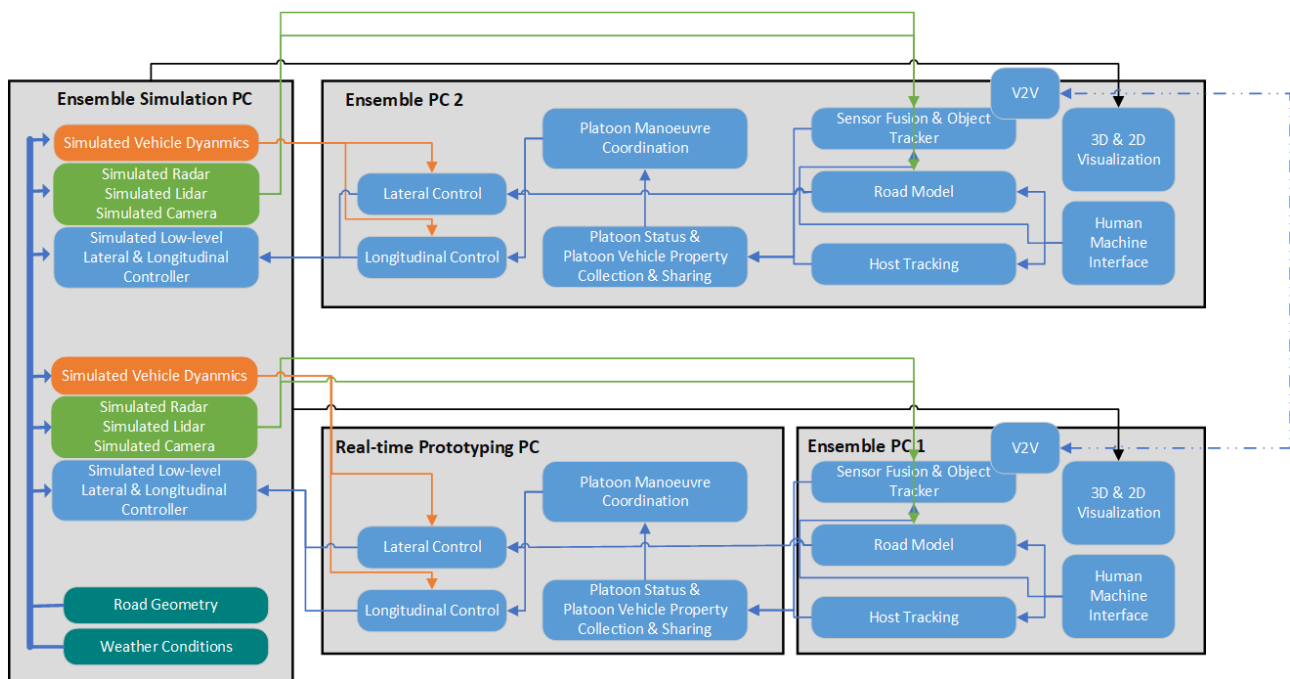 Ensemble Simulation PC
Simulated Vehicle Dyanmics
Simulated Radar
Simulated Lidar
Simulated Camera
Simulated Low-level
Lateral & Longitudinal
Controller
Simulated Vehicle Dyanmics
Simulated Radar
Simulated Lidar
Simulated Camera
Simulated Low-level
Lateral & Longitudinal
Controller
Road Geometry
Weather Conditions
Ensemble PC 2
Lateral Control
Longitudinal Control
Platoon Manoeuvre
Coordination
Platoon Status &
Platoon Vehicle Property
Collection & Sharing
V2V
Sensor Fusion & Object
Tracker
Road Model
Host Tracking
3D & 2D
Visualization
Human
Machine
Interface
Real-time Prototyping PC
Lateral Control
Longitudinal Control
Platoon Manoeuvre
Coordination
Platoon Status &
Platoon Vehicle Property
Collection & Sharing
Ensemble PC 1
V2V
Sensor Fusion & Object
Tracker
Road Model
Host Tracking
3D & 2D
Visualization
Human
Machine
Interface